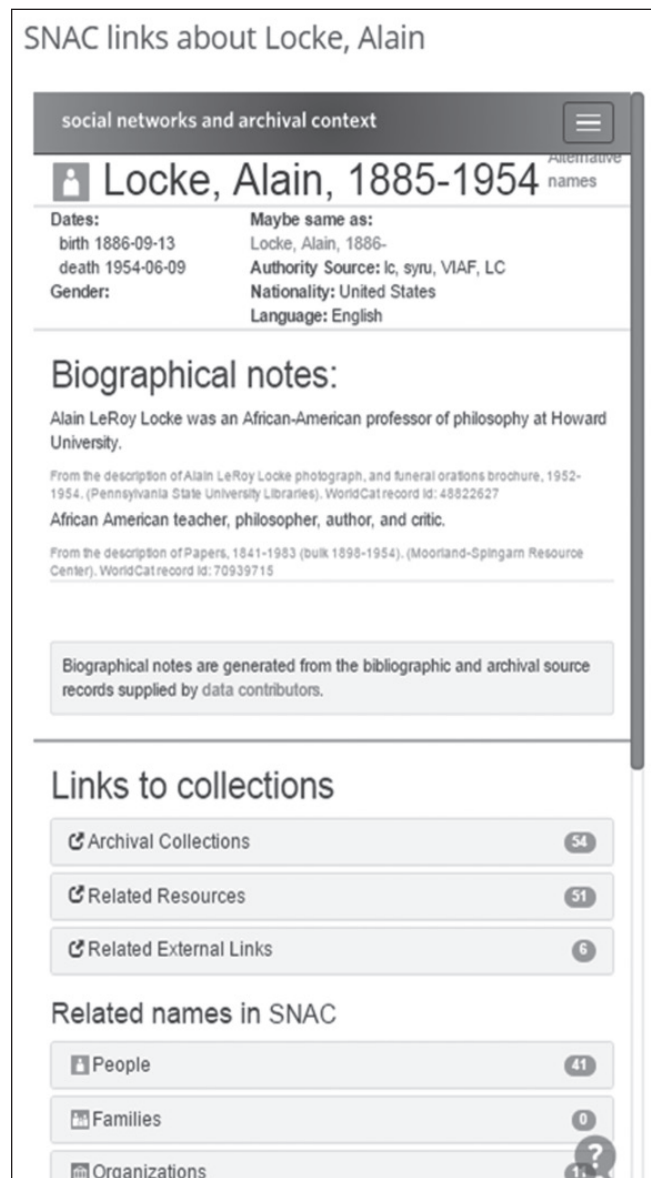 SNAC links about Locke, Alain
social networks and archival context
Locke, Alain, 1885-1954
Alternative
names
Dates:
birth 1886-09-13
death 1954-06-09
Gender:
Maybe same as:
Locke, Alain, 1886-
Authority Source: lc, syru, VIAF, LC
Nationality: United States
Language: English
Biographical notes:
Alain LeRoy Locke was an African-American professor of philosophy at Howard
University.
From the description of Alain LeRoy Locke photograph, and funeral orations brochure, 1952-
1954. (Pennsylvania State University Libraries). WorldCat record id: 48822627
African American teacher, philosopher, author, and critic.
From the description of Papers, 1841-1983 (bulk 1898-1954). (Moorland-Spingarn Resource
Center). WorldCat record id: 70939715
Biographical notes are generated from the bibliographic and archival source
records supplied by data contributors.
Links to collections
Archival Collections 54
Related Resources 51
Related External Links 6
Related names in SNAC
People 41
Families 0
?
Organizations